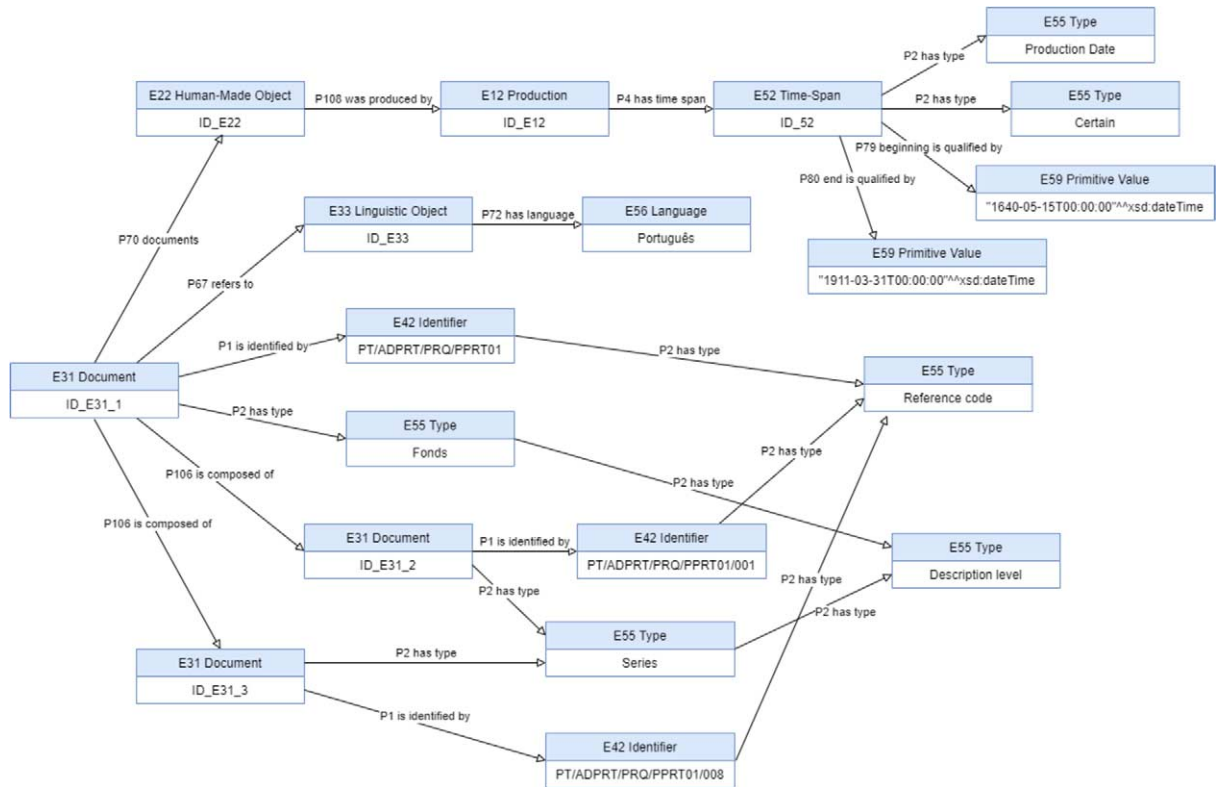 E55 Type
Production Date
P2 has type
E22 Human-Made Object
ID_E22
P108 was produced by
E12 Production
ID_E12
P4 has time span
E52 Time-Span
ID_52
P2 has type
E55 Type
Certain
P79 beginning is qualified by
P80 end is qualified by
E59 Primitive Value
"1640-05-15T00:00:00"^^xsd:dateTime
E59 Primitive Value
"1911-03-31T00:00:00"^^xsd:dateTime
P70 documents
E33 Linguistic Object
ID_E33
P72 has language
E56 Language
Português
P67 refers to
E31 Document
ID_E31_1
P1 is identified by
E42 Identifier
PT/ADPRT/PRQ/PPRT01
P2 has type
E55 Type
Reference code
P2 has type
E55 Type
Fonds
P2 has type
P2 has type
P106 is composed of
P106 is composed of
E31 Document
ID_E31_2
P1 is identified by
E42 Identifier
PT/ADPRT/PRQ/PPRT01/001
E55 Type
Description level
P2 has type
P2 has type
P2 has type
E55 Type
Series
E31 Document
ID_E31_3
P2 has type
P1 is identified by
E42 Identifier
PT/ADPRT/PRQ/PPRT01/008